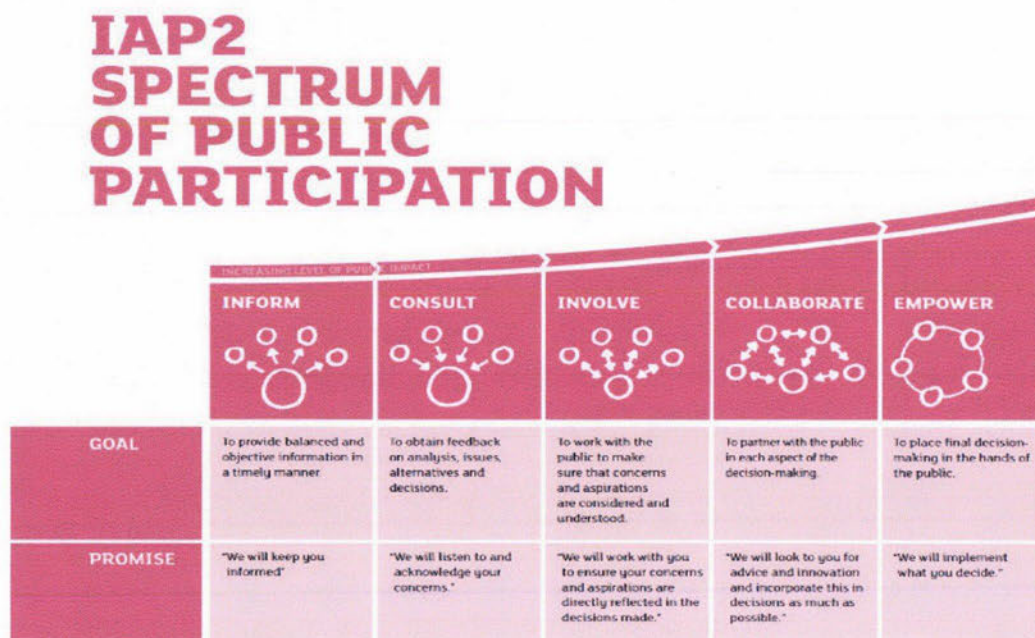 IAP2
SPECTRUM
OF PUBLIC
PARTICIPATION
INCREASING LEVEL OF PUBLIC IMPACT
INFORM
CONSULT
INVOLVE
COLLABORATE
EMPOWER
GOAL
To provide balanced and
objective information in
a timely manner.
To obtain feedback
on analysis, issues,
alternatives and
decisions.
To work with the
public to make
sure that concerns
and aspirations
are considered and
understood.
To partner with the public
in each aspect of the
decision-making.
To place final decision-
making in the hands of
the public.
PROMISE
"We will keep you
informed"
"We will listen to and
acknowledge your
concerns."
"We will work with you
to ensure your concerns
and aspirations are
directly reflected in the
decisions made."
"We will look to you for
advice and innovation
and incorporate this in
decisions as much as
possible."
"We will implement
what you decide."